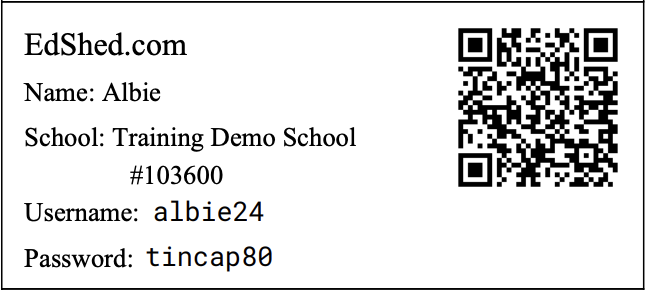 EdShed.com
Name: Albie
School: Training Demo School
#103600
Username: albie24
Password: tincap80